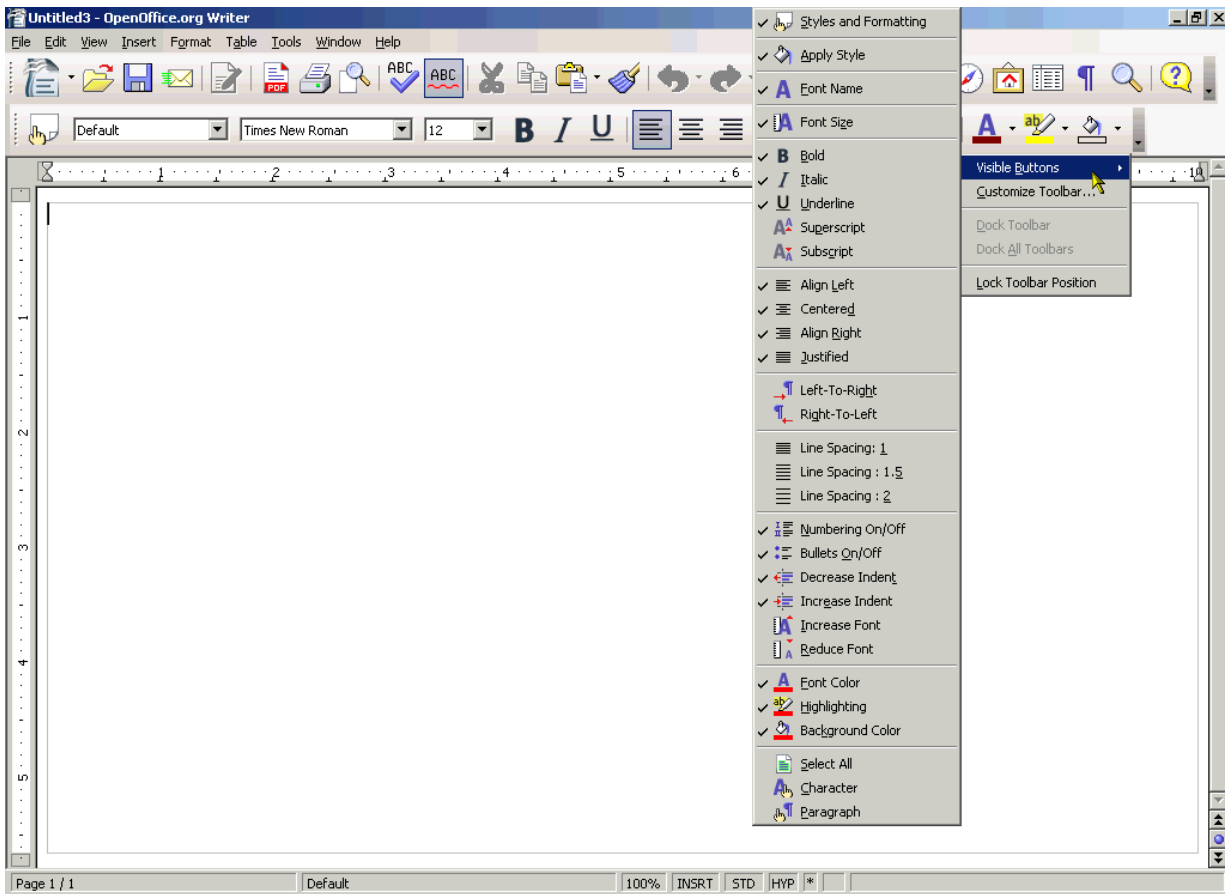 Untitled3 - OpenOffice.org Writer
File Edit View Insert Format Table Tools Window Help
PDF ABC ABC
Default Times New Roman 12 B I U A ab
1 2 3 4 5 6 10
Styles and Formatting
Apply Style
Font Name
Font Size
Bold
Italic
Underline
Superscript
Subscript
Align Left
Centered
Align Right
Justified
Left-To-Right
Right-To-Left
Line Spacing: 1
Line Spacing : 1.5
Line Spacing : 2
Numbering On/Off
Bullets On/Off
Decrease Indent
Increase Indent
Increase Font
Reduce Font
Font Color
Highlighting
Background Color
Select All
Character
Paragraph
Visible Buttons
Customize Toolbar...
Dock Toolbar
Dock All Toolbars
Lock Toolbar Position
1
2
3
4
5
Page 1 / 1 Default 100% INSRT STD HYP *